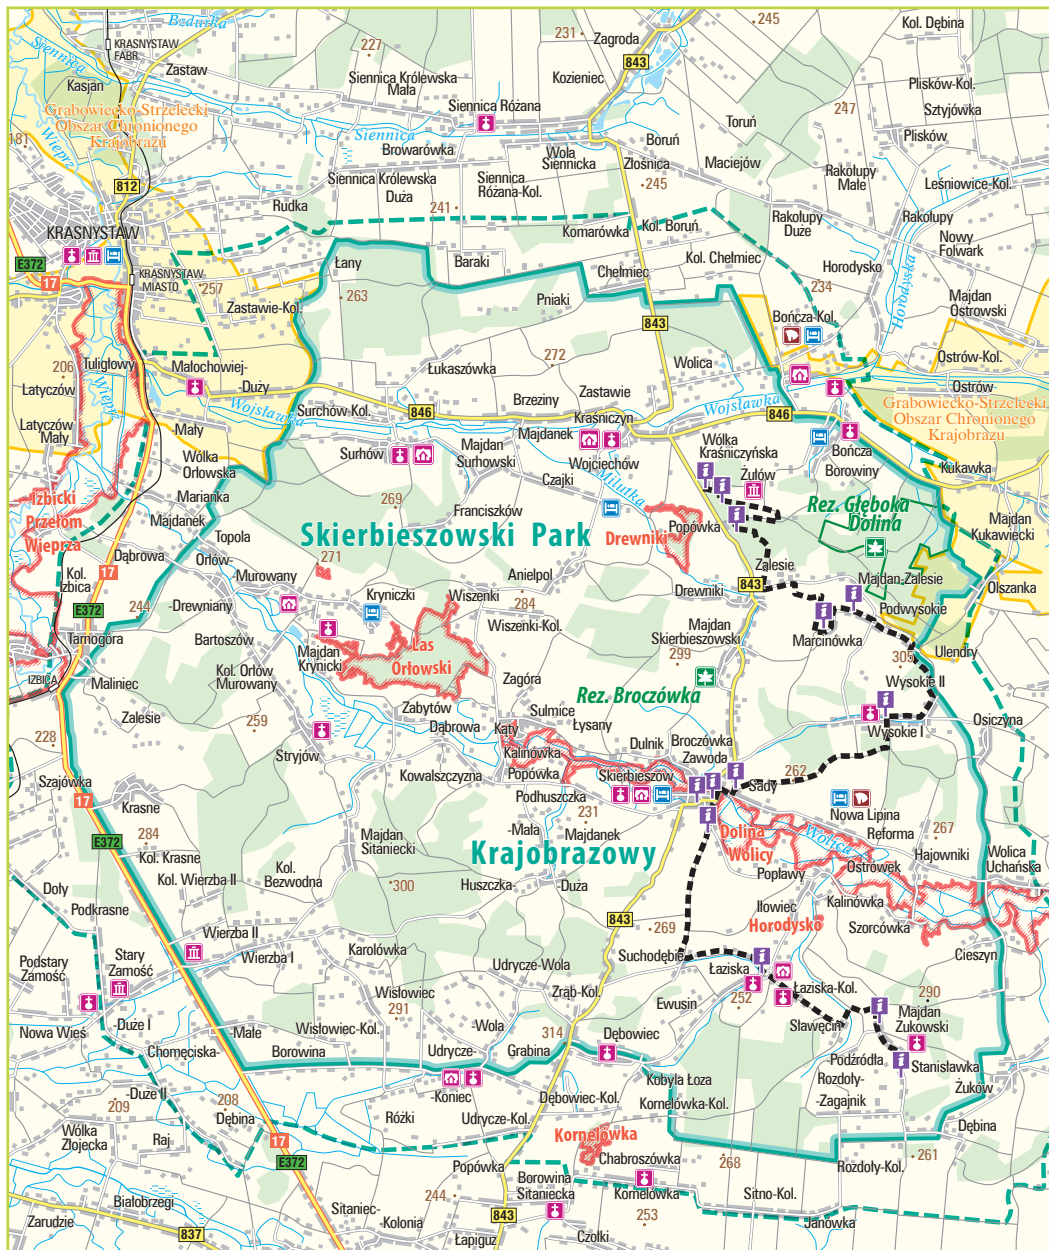 Bzdurka
Siennica
KRASNYSTAW
FABR.
Zastaw
Kasjan
227
Siennica Królewska
Mała
231
Zagroda
843
245
Kol. Dębina
Kozieniec
Siennica Różana
Plisków-Kol.
247
Sztyjówka
Plisków
Grabowiecko-Strzelecki
Obszar Chronionego
Krajobrazu
181
Wieprz
Siennica
Browarówka
Wola
Siennicka
Boruń
Toruń
Złośnica
Maciejów
Rakołupy
Małe
Leśniowice-Kol.
812
Siennica Królewska
Duża
Siennica
Różana-Kol.
245
Rudka
241
Rakołupy
Duże
Rakołupy
Nowy
Folwark
KRASNYSTAW
Komarówka
Kol. Boruń
E372
17
KRASNYSTAW
MIASTO
257
Łany
Baraki
Chełmiec
Kol. Chełmiec
Horodysko
234
Horodyska
Majdan
Ostrowski
263
Zastawie-Kol.
Pniaki
843
Bończa-Kol.
206
Tuligłowy
Małochowiej-
-Duży
Latyczów
Wieprz
272
Łukaszówka
Wolica
Ostrów-Kol.
Ostrów-
Wojsławka
Surchów Kol.
846
Brzeziny
Zastawie
Kraśniczyn
Wojsławka
846
Grabowiecko-Strzelecki
Obszar Chronionego
Krajobrazu
Latyczów
Mały
Mały
Majdanek
Wólka
Orłowska
Surhów
Majdan
Surhowski
Wojciechów
Wólka
Kraśniczyńska
Bończa
Borowiny
Kukawka
Izbicki
Przełom
Wieprza
Marianka
Czajki
Milutka
Żułów
269
Franciszków
Majdanek
Topola
Skierbieszowski Park
Drewniki
Popówka
Rez. Głęboka
Dolina
Majdan
Kukawiecki
Dąbrowa
Orłów-
271
Kol.
Izbica
17
Murowany
Anielpol
Zalesie
843
Majdan-Zalesie
Olszanka
E372
244
-Drewniany
Kryniczki
Wiszenki
284
Drewniki
Podwysokie
Wiszenki-Kol.
Tarnogóra
Bartoszów
Majdan
Krynicki
Las
Orłowski
Majdan
Skierbieszowski
Marcinówka
299
305
Ulendry
IZBICA
Maliniec
Kol. Orłów
Murowany
Zagóra
Rez. Broczówka
Wysokie II
Zalesie
259
Zabytów
Sulmice
Dąbrowa
Kąty
Łysany
Wysokie I
Osiczyna
228
Stryjów
Kalinówka
Dulnik
Broczówka
Zawoda
262
Szajówka
Kowalszczyzna
Popówka
Skierbieszów
Sady
17
Krasne
Podhuszczka
231
Nowa Lipina
E372
284
-Mała
Majdanek
Dolina
Wolicy
Wolica
Reforma
267
Kol. Krasne
Majdan
Sitaniecki
Krajobrazowy
Hajowniki
Wolica
Uchańska
Kol. Wierzba II
Kol.
Bezwodna
Ostrówek
Popławy
Doły
300
Huszczka-
Duża
Kalinówka
Podkrasne
Iłowiec
Horodysko
Szorcówka
843
Wierzba II
269
Podstary
Zamość
Stary
Zamość
Wierzba I
Karolówka
Udrycze-Wola
Suchodębie
Cieszyn
Łaziska
Wisłowiec
Zrąb-Kol.
Łaziska-Kol.
290
Ewusin
252
Nowa Wieś
-Duże I
291
Majdan
Żukowski
-Małe
Wisłowiec-Kol.
-Wola
314
Dębowiec
Sławęcin
Chomęciska-
Borowina
Udrycze-
Grabina
Podźródła
Stanisławka
Kobyla Łoza
Rozdoły-
-Zagajnik
Żuków
-Duże II
208
-Koniec
Dębowiec-Kol.
209
Kornelówka-Kol.
Dębina
Różki
Udrycze-Kol.
Dębina
Wólka
Złojecka
Raj
17
Kornelówka
E372
Popówka
Chabroszówka
268
Rozdoły-Kol.
261
Borowina
Sitaniecka
Kornelówka
Sitno-Kol.
Białobrzegi
244
Zarudzie
Sitaniec-
-Kolonia
843
253
Janówka
837
Łapiguz
Czołki